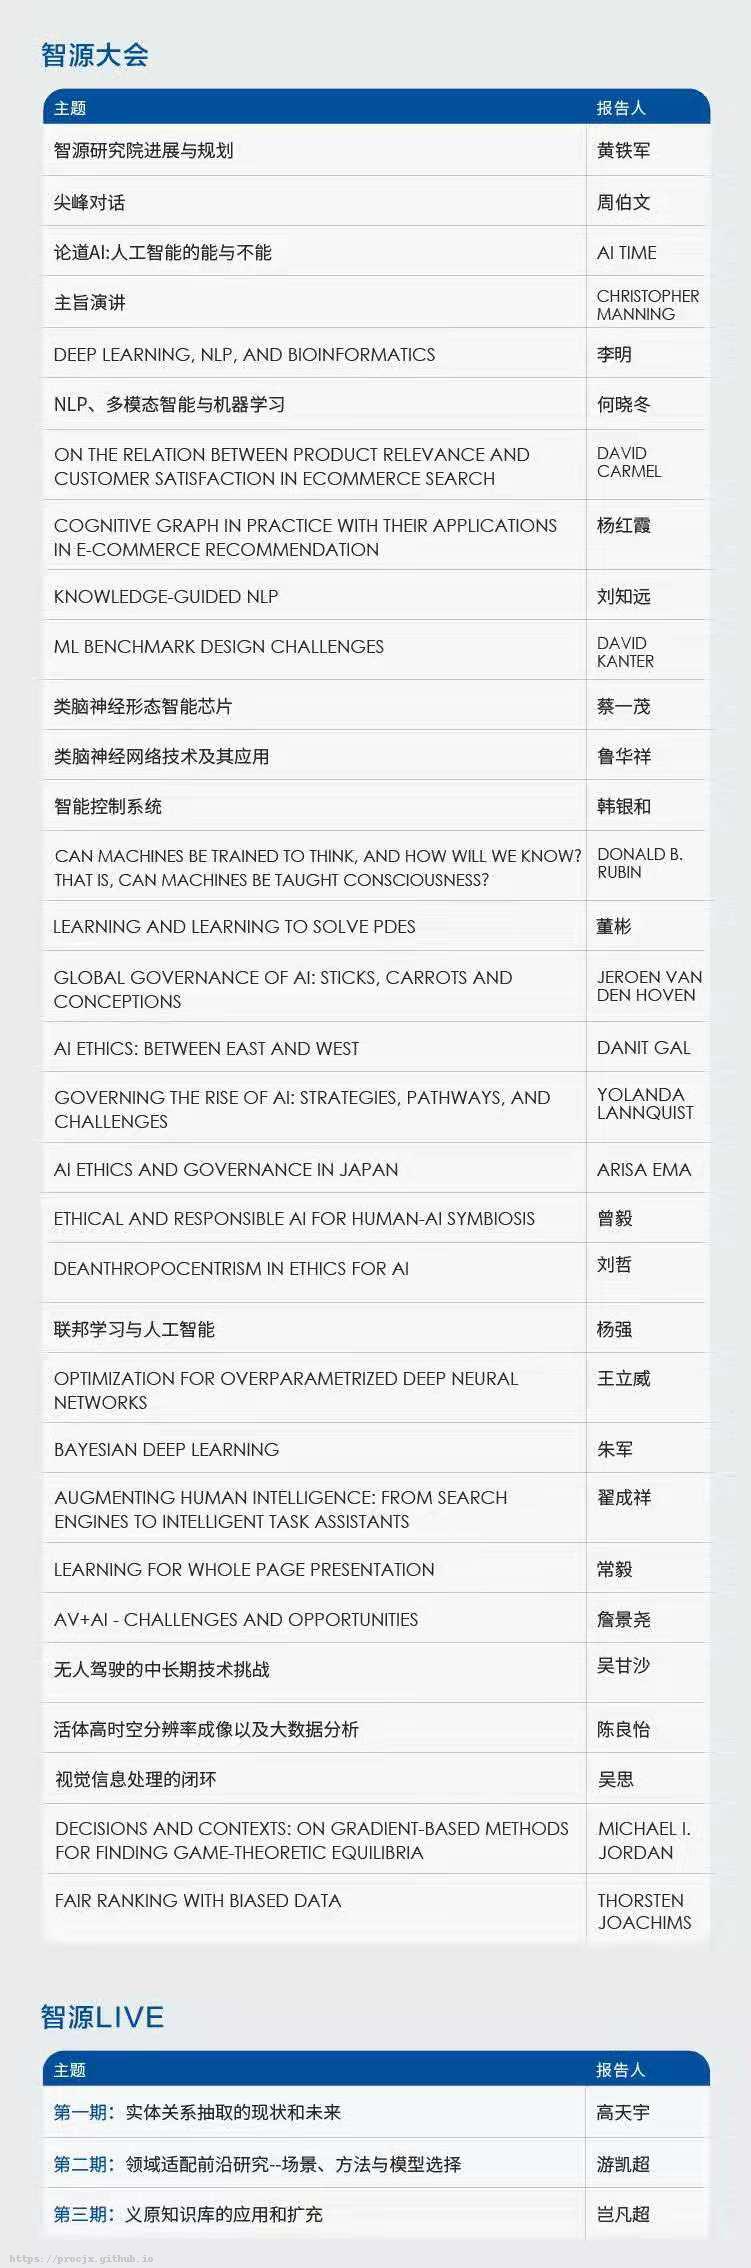 智源大会
主题 报告人
智源研究院进展与规划 黄铁军
尖峰对话 周伯文
论道AI:人工智能的能与不能 AI TIME
主旨演讲 CHRISTOPHER
MANNING
DEEP LEARNING, NLP, AND BIOINFORMATICS 李明
NLP、多模态智能与机器学习 何晓冬
ON THE RELATION BETWEEN PRODUCT RELEVANCE AND DAVID
CUSTOMER SATISFACTION IN ECOMMERCE SEARCH CARMEL
COGNITIVE GRAPH IN PRACTICE WITH THEIR APPLICATIONS 杨红霞
IN E-COMMERCE RECOMMENDATION
KNOWLEDGE-GUIDED NLP 刘知远
ML BENCHMARK DESIGN CHALLENGES DAVID
KANTER
类脑神经形态智能芯片 蔡一茂
类脑神经网络技术及其应用 鲁华祥
智能控制系统 韩银和
CAN MACHINES BE TRAINED TO THINK, AND HOW WILL WE KNOW? DONALD B.
THAT IS, CAN MACHINES BE TAUGHT CONSCIOUSNESS? RUBIN
LEARNING AND LEARNING TO SOLVE PDES 董彬
GLOBAL GOVERNANCE OF AI: STICKS, CARROTS AND JEROEN VAN
CONCEPTIONS DEN HOVEN
AI ETHICS: BETWEEN EAST AND WEST DANIT GAL
GOVERNING THE RISE OF AI: STRATEGIES, PATHWAYS, AND YOLANDA
CHALLENGES LANNQUIST
AI ETHICS AND GOVERNANCE IN JAPAN ARISA EMA
ETHICAL AND RESPONSIBLE AI FOR HUMAN-AI SYMBIOSIS 曾毅
DEANTHROPOCENTRISM IN ETHICS FOR AI 刘哲
联邦学习与人工智能 杨强
OPTIMIZATION FOR OVERPARAMETRIZED DEEP NEURAL 王立威
NETWORKS
BAYESIAN DEEP LEARNING 朱军
AUGMENTING HUMAN INTELLIGENCE: FROM SEARCH 翟成祥
ENGINES TO INTELLIGENT TASK ASSISTANTS
LEARNING FOR WHOLE PAGE PRESENTATION 常毅
AV+AI - CHALLENGES AND OPPORTUNITIES 詹景尧
无人驾驶的中长期技术挑战 吴甘沙
活体高时空分辨率成像以及大数据分析 陈良怡
视觉信息处理的闭环 吴思
DECISIONS AND CONTEXTS: ON GRADIENT-BASED METHODS MICHAEL I.
FOR FINDING GAME-THEORETIC EQUILIBRIA JORDAN
FAIR RANKING WITH BIASED DATA THORSTEN
JOACHIMS
智源LIVE
主题 报告人
第一期：实体关系抽取的现状和未来 高天宇
第二期：领域适配前沿研究--场景、方法与模型选择 游凯超
第三期：义原知识库的应用和扩充 岂凡超
https://procjx.github.io